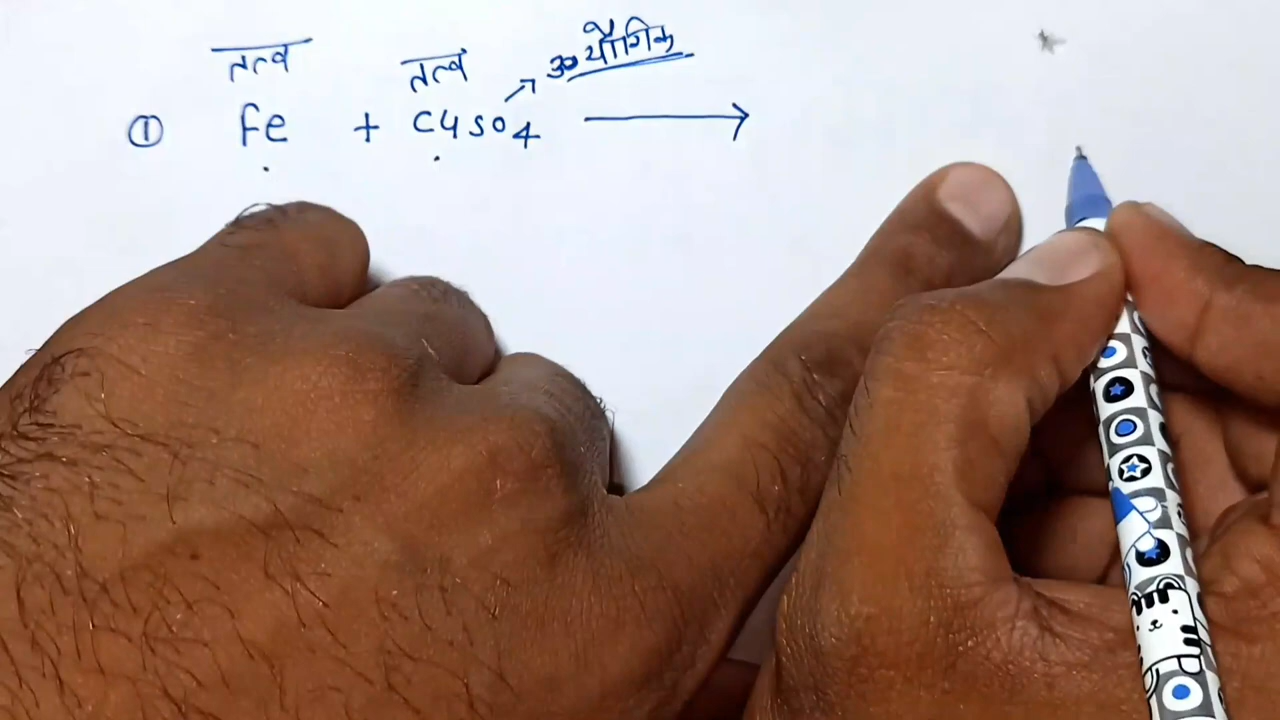 तत्व तत्व यौगिक
① Fe + CuSO4 →